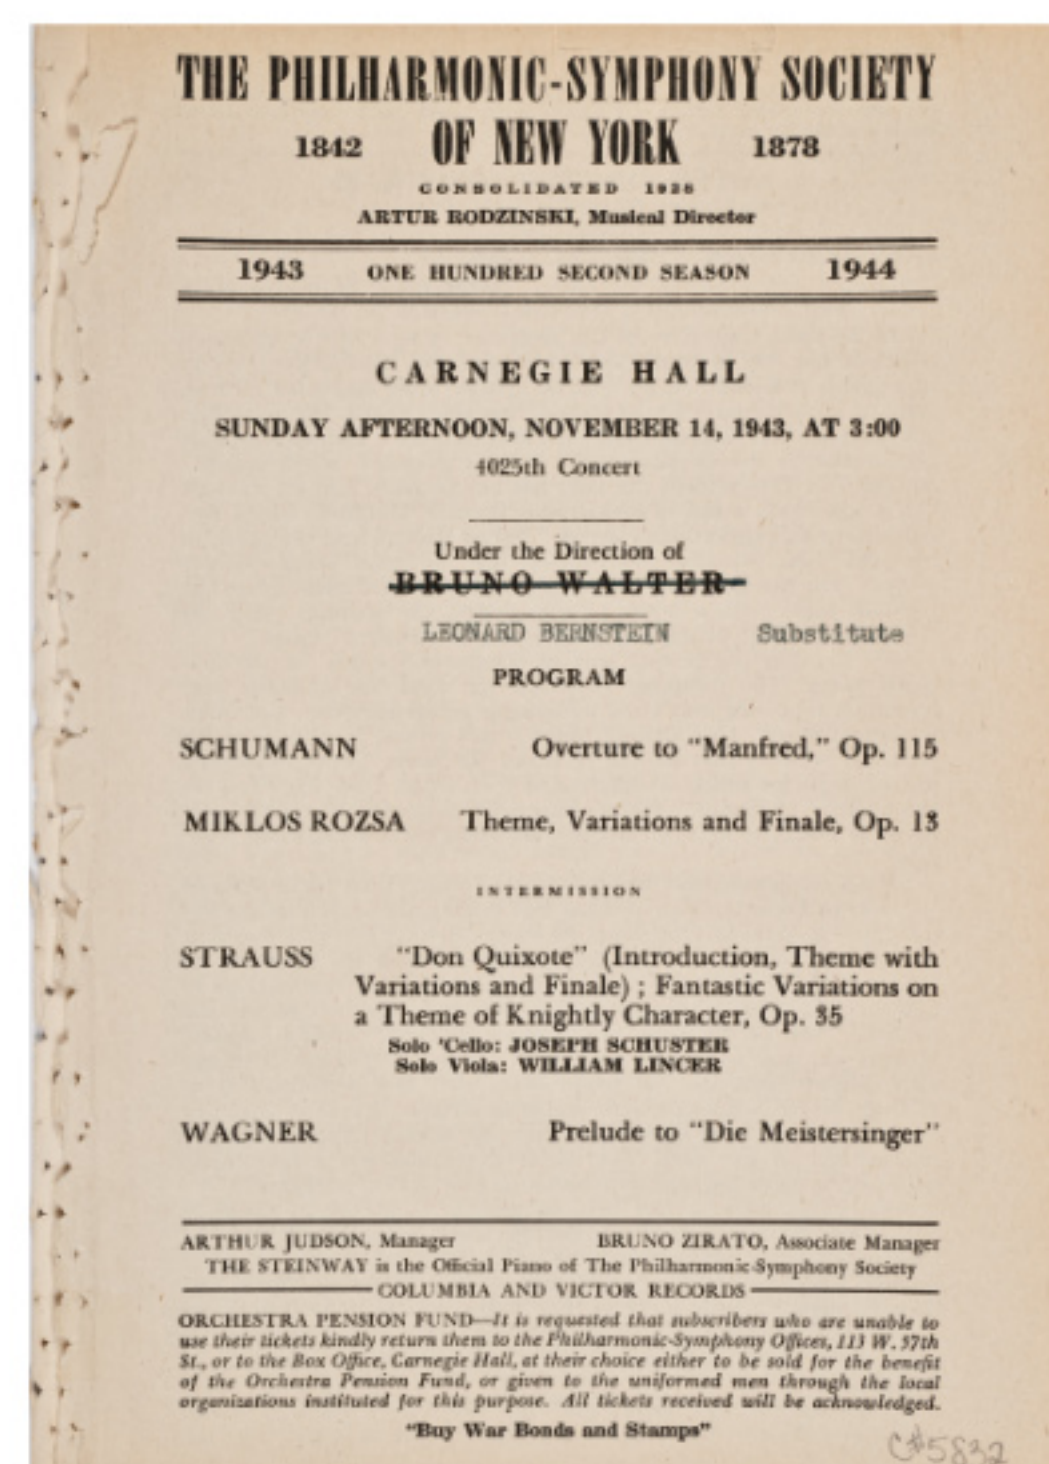 THE PHILHARMONIC-SYMPHONY SOCIETY
1842 OF NEW YORK 1878
CONSOLIDATED 1928
ARTUR RODZINSKI, Musical Director
1943 ONE HUNDRED SECOND SEASON 1944
CARNEGIE HALL
SUNDAY AFTERNOON, NOVEMBER 14, 1943, AT 3:00
4025th Concert
Under the Direction of
BRUNO WALTER
LEONARD BERNSTEIN Substitute
PROGRAM
SCHUMANN Overture to "Manfred," Op. 115
MIKLOS ROZSA Theme, Variations and Finale, Op. 13
INTERMISSION
STRAUSS "Don Quixote" (Introduction, Theme with
Variations and Finale) ; Fantastic Variations on
a Theme of Knightly Character, Op. 35
Solo 'Cello: JOSEPH SCHUSTER
Solo Viola: WILLIAM LINCER
WAGNER Prelude to "Die Meistersinger"
ARTHUR JUDSON, Manager BRUNO ZIRATO, Associate Manager
THE STEINWAY is the Official Piano of The Philharmonic-Symphony Society
COLUMBIA AND VICTOR RECORDS
ORCHESTRA PENSION FUND—It is requested that subscribers who are unable to
use their tickets kindly return them to the Philharmonic-Symphony Offices, 113 W. 57th
St., or to the Box Office, Carnegie Hall, at their choice either to be sold for the benefit
of the Orchestra Pension Fund, or given to the uniformed men through the local
organizations instituted for this purpose. All tickets received will be acknowledged.
"Buy War Bonds and Stamps"
C#5832